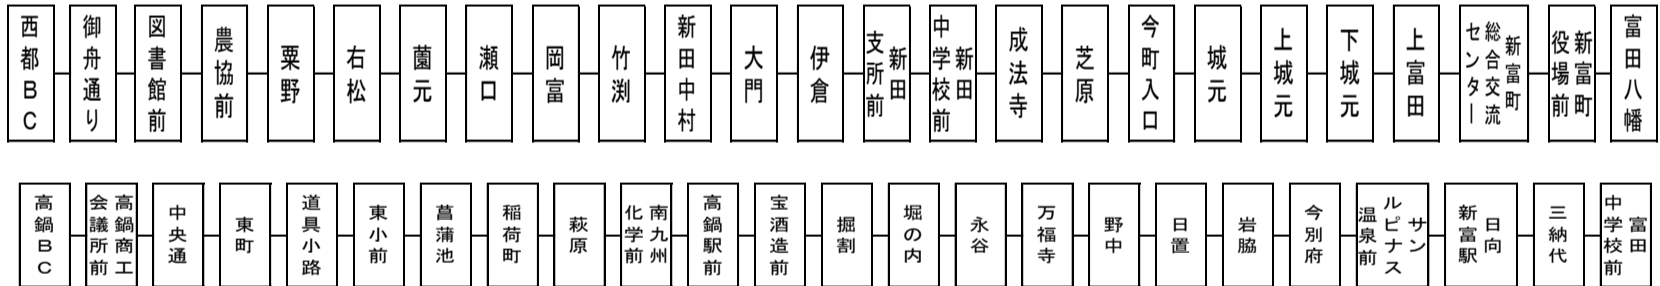 西都BC
御舟通り
図書館前
農協前
粟野
右松
薗元
瀬口
岡富
竹渕
新田中村
大門
伊倉
新田支所前
新田中学校前
成法寺
芝原
今町入口
城元
上城元
下城元
上富田
新富町総合交流センター
新富町役場前
富田八幡
高鍋BC
高鍋商工会議所前
中央通
東町
道具小路
東小前
菖蒲池
稲荷町
萩原
南九州化学前
高鍋駅前
宝酒造前
掘割
堀の内
永谷
万福寺
野中
日置
岩脇
今別府
サンルピナス温泉前
日向新富駅
三納代
富田中学校前